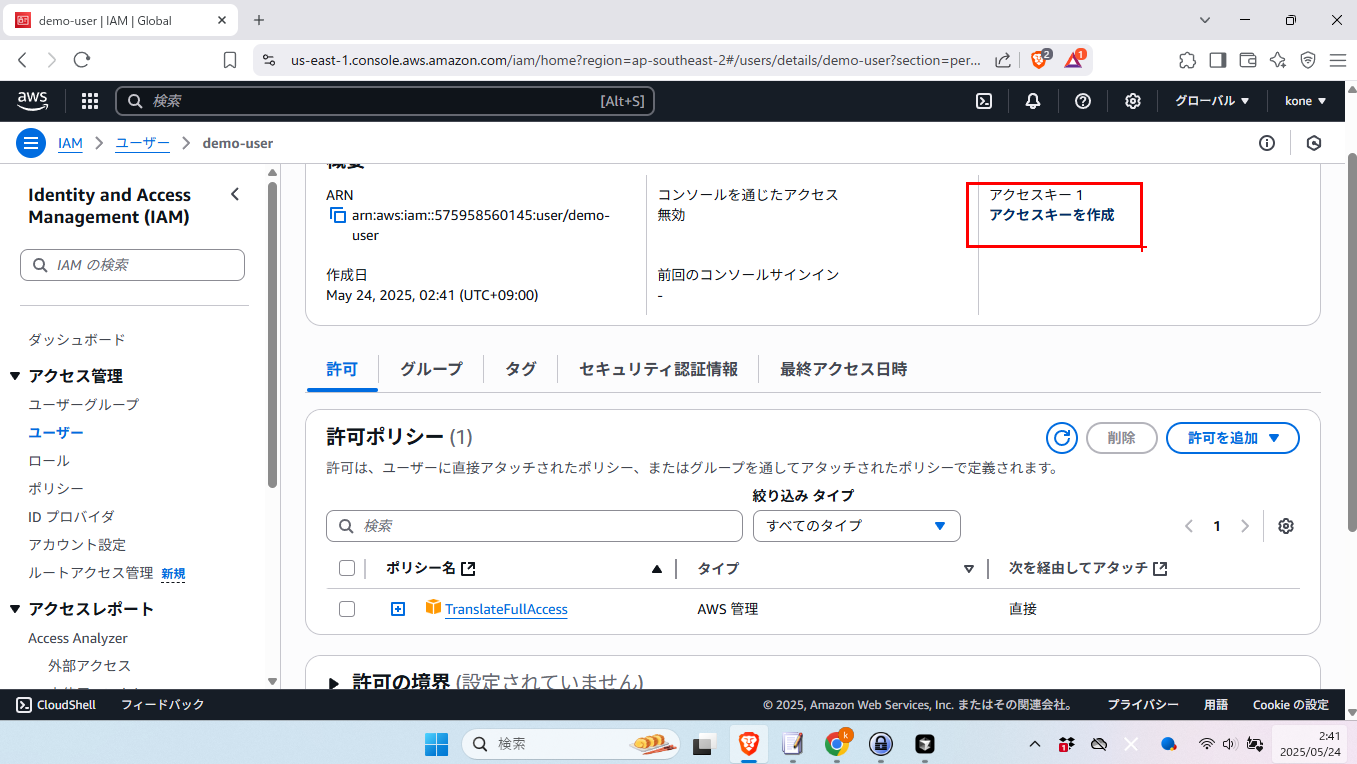 demo-user | IAM | Global
us-east-1.console.aws.amazon.com/iam/home?region=ap-southeast-2#/users/details/demo-user?section=per...
2
1
aws
検索
[Alt+S]
グローバル
kone
IAM
ユーザー
demo-user
Identity and Access
Management (IAM)
IAM の検索
ダッシュボード
アクセス管理
ユーザーグループ
ユーザー
ロール
ポリシー
ID プロバイダ
アカウント設定
ルートアクセス管理 新規
アクセスレポート
Access Analyzer
外部アクセス
概要
ARN
arn:aws:iam::575958560145:user/demo-
user
作成日
May 24, 2025, 02:41 (UTC+09:00)
コンソールを通じたアクセス
無効
前回のコンソールサインイン
-
アクセスキー 1
アクセスキーを作成
許可
グループ
タグ
セキュリティ認証情報
最終アクセス日時
許可ポリシー (1)
削除
許可を追加
許可は、ユーザーに直接アタッチされたポリシー、またはグループを通してアタッチされたポリシーで定義されます。
絞り込み タイプ
検索
すべてのタイプ
1
ポリシー名
タイプ
次を経由してアタッチ
TranslateFullAccess
AWS 管理
直接
許可の境界 (設定されていません)
CloudShell
フィードバック
© 2025, Amazon Web Services, Inc. またはその関連会社。
プライバシー
用語
Cookie の設定
検索
k
1
2:41
2025/05/24